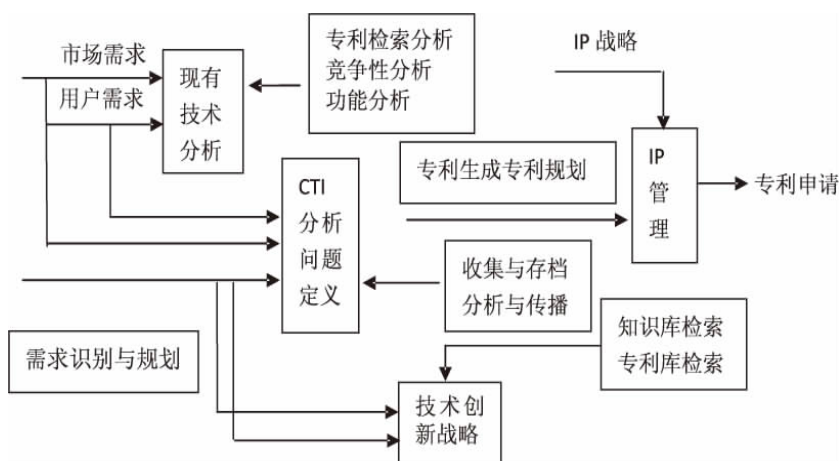 市场需求
用户需求
现有
技术
分析
专利检索分析
竞争性分析
功能分析
IP 战略
专利生成专利规划
IP
管
理
专利申请
CTI
分析
问题
定义
收集与存档
分析与传播
需求识别与规划
知识库检索
专利库检索
技术创
新战略